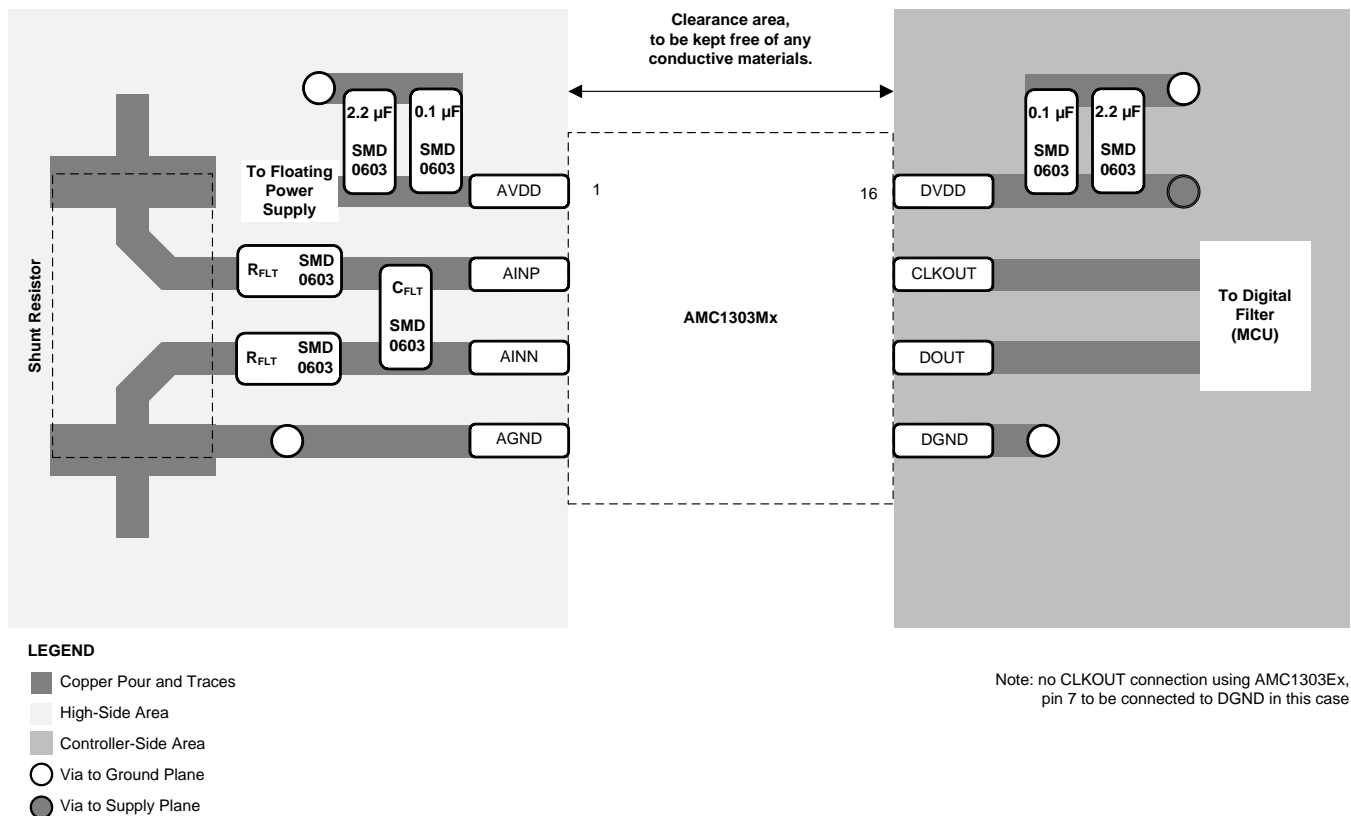 Clearance area,
to be kept free of any
conductive materials.
2.2 µF
SMD
0603
0.1 µF
SMD
0603
0.1 µF
SMD
0603
2.2 µF
SMD
0603
To Floating
Power
Supply
AVDD
1
16
DVDD
Shunt Resistor
RFLT
SMD
0603
CFLT
SMD
0603
AINP
CLKOUT
AMC1303Mx
To Digital
Filter
(MCU)
RFLT
SMD
0603
AINN
DOUT
AGND
DGND
LEGEND
Copper Pour and Traces
High-Side Area
Controller-Side Area
Via to Ground Plane
Via to Supply Plane
Note: no CLKOUT connection using AMC1303Ex,
pin 7 to be connected to DGND in this case